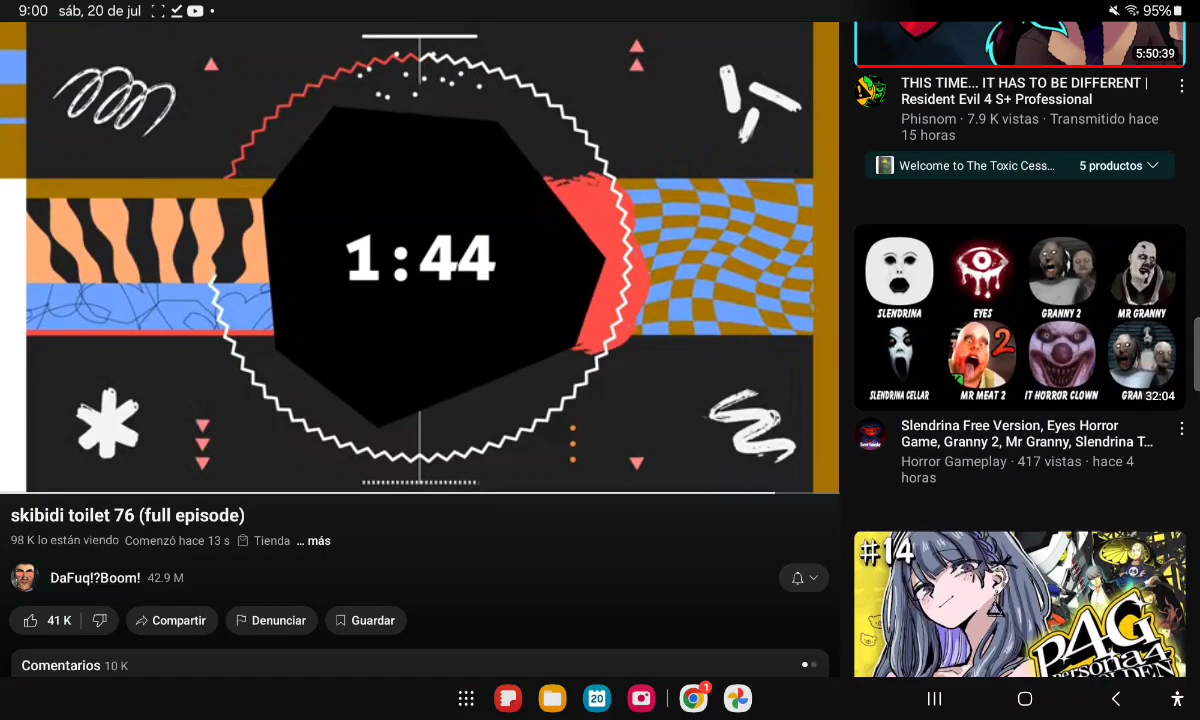 9:00 sáb, 20 de jul
95%
1:44
skibidi toilet 76 (full episode)
98 K lo están viendo Comenzó hace 13 s Tienda ... más
DaFuq!?Boom! 42.9 M
41 K
Compartir
Denunciar
Guardar
Comentarios 10 K
5:50:39
THIS TIME... IT HAS TO BE DIFFERENT |
Resident Evil 4 S+ Professional
Phisnom · 7.9 K vistas · Transmitido hace
15 horas
Welcome to The Toxic Cess... 5 productos
SLENDRINA
EYES
GRANNY 2
MR GRANNY
2
SLENDRINA CELLAR
MR MEAT 2
IT HORROR CLOWN
GRAN
32:04
Slendrina Free Version, Eyes Horror
Game, Granny 2, Mr Granny, Slendrina T...
Horror Gameplay · 417 vistas · hace 4
horas
#14
P4G
Persona4
20
1